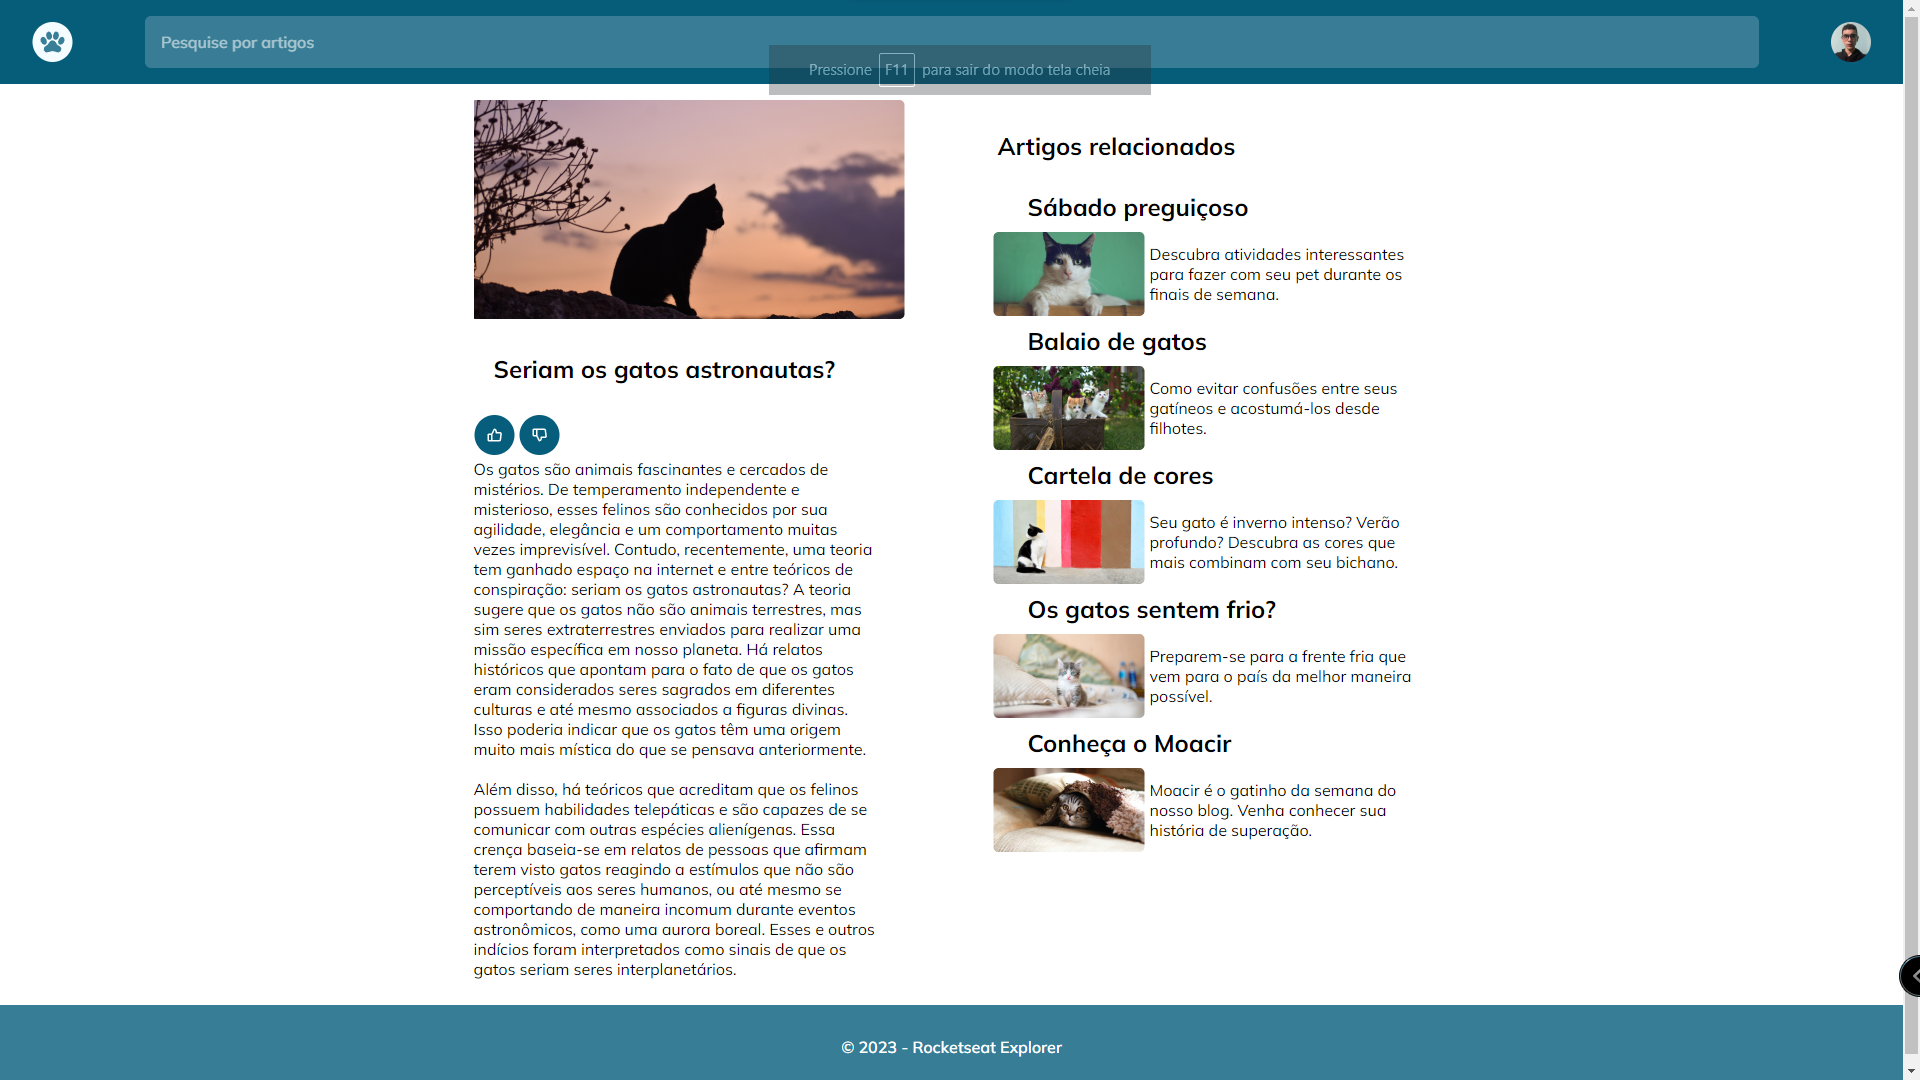 Pesquise por artigos
Pressione F11 para sair do modo tela cheia
Seriam os gatos astronautas?
Os gatos são animais fascinantes e cercados de
mistérios. De temperamento independente e
misterioso, esses felinos são conhecidos por sua
agilidade, elegância e um comportamento muitas
vezes imprevisível. Contudo, recentemente, uma teoria
tem ganhado espaço na internet e entre teóricos de
conspiração: seriam os gatos astronautas? A teoria
sugere que os gatos não são animais terrestres, mas
sim seres extraterrestres enviados para realizar uma
missão específica em nosso planeta. Há relatos
históricos que apontam para o fato de que os gatos
eram considerados seres sagrados em diferentes
culturas e até mesmo associados a figuras divinas.
Isso poderia indicar que os gatos têm uma origem
muito mais mística do que se pensava anteriormente.
Além disso, há teóricos que acreditam que os felinos
possuem habilidades telepáticas e são capazes de se
comunicar com outras espécies alienígenas. Essa
crença baseia-se em relatos de pessoas que afirmam
terem visto gatos reagindo a estímulos que não são
perceptíveis aos seres humanos, ou até mesmo se
comportando de maneira incomum durante eventos
astronômicos, como uma aurora boreal. Esses e outros
indícios foram interpretados como sinais de que os
gatos seriam seres interplanetários.
Artigos relacionados
Sábado preguiçoso
Descubra atividades interessantes
para fazer com seu pet durante os
finais de semana.
Balaio de gatos
Como evitar confusões entre seus
gatíneos e acostumá-los desde
filhotes.
Cartela de cores
Seu gato é inverno intenso? Verão
profundo? Descubra as cores que
mais combinam com seu bichano.
Os gatos sentem frio?
Preparem-se para a frente fria que
vem para o país da melhor maneira
possível.
Conheça o Moacir
Moacir é o gatinho da semana do
nosso blog. Venha conhecer sua
história de superação.
© 2023 - Rocketseat Explorer